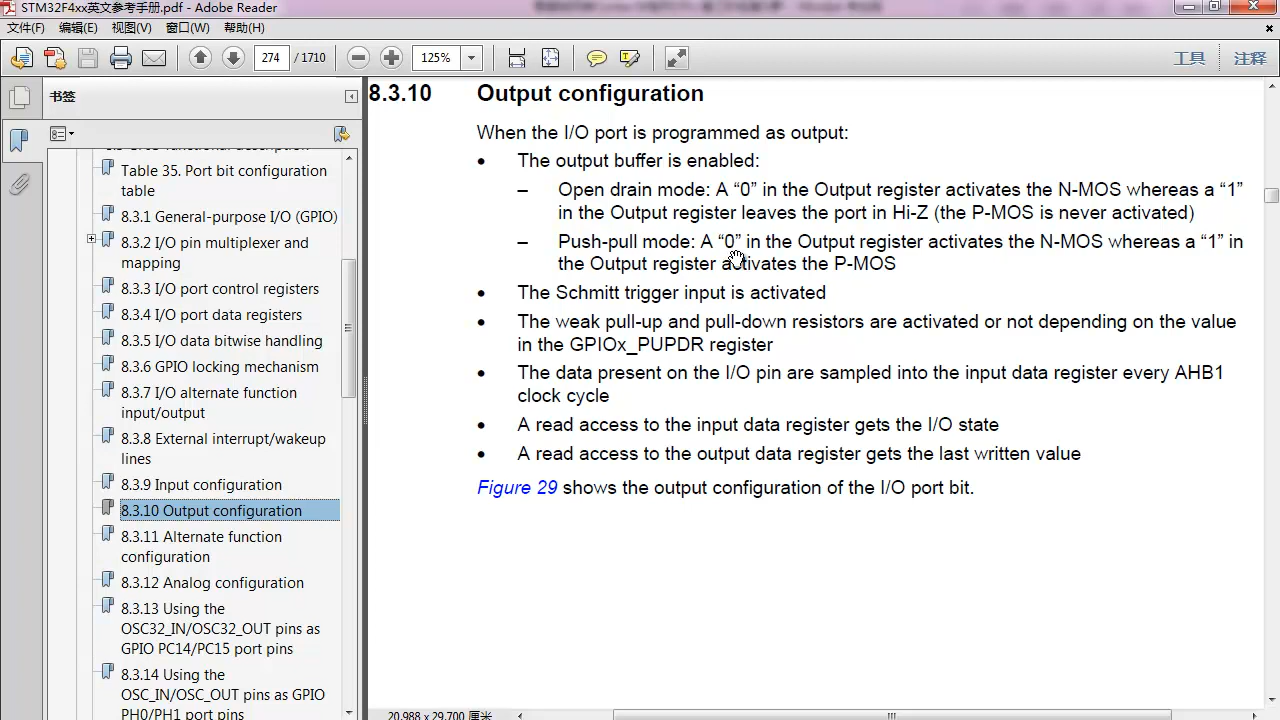 STM32F4xx英文参考手册.pdf - Adobe Reader
文件(F) 编辑(E) 视图(V) 窗口(W) 帮助(H)
274 / 1710 125% 工具 注释
书签
Table 35. Port bit configuration
table
8.3.1 General-purpose I/O (GPIO)
8.3.2 I/O pin multiplexer and
mapping
8.3.3 I/O port control registers
8.3.4 I/O port data registers
8.3.5 I/O data bitwise handling
8.3.6 GPIO locking mechanism
8.3.7 I/O alternate function
input/output
8.3.8 External interrupt/wakeup
lines
8.3.9 Input configuration
8.3.10 Output configuration
8.3.11 Alternate function
configuration
8.3.12 Analog configuration
8.3.13 Using the
OSC32_IN/OSC32_OUT pins as
GPIO PC14/PC15 port pins
8.3.14 Using the
OSC_IN/OSC_OUT pins as GPIO
PH0/PH1 port pins
8.3.10 Output configuration
When the I/O port is programmed as output:
• The output buffer is enabled:
– Open drain mode: A “0” in the Output register activates the N-MOS whereas a “1”
in the Output register leaves the port in Hi-Z (the P-MOS is never activated)
– Push-pull mode: A “0” in the Output register activates the N-MOS whereas a “1” in
the Output register activates the P-MOS
• The Schmitt trigger input is activated
• The weak pull-up and pull-down resistors are activated or not depending on the value
in the GPIOx_PUPDR register
• The data present on the I/O pin are sampled into the input data register every AHB1
clock cycle
• A read access to the input data register gets the I/O state
• A read access to the output data register gets the last written value
Figure 29 shows the output configuration of the I/O port bit.
20.988 x 29.700 厘米